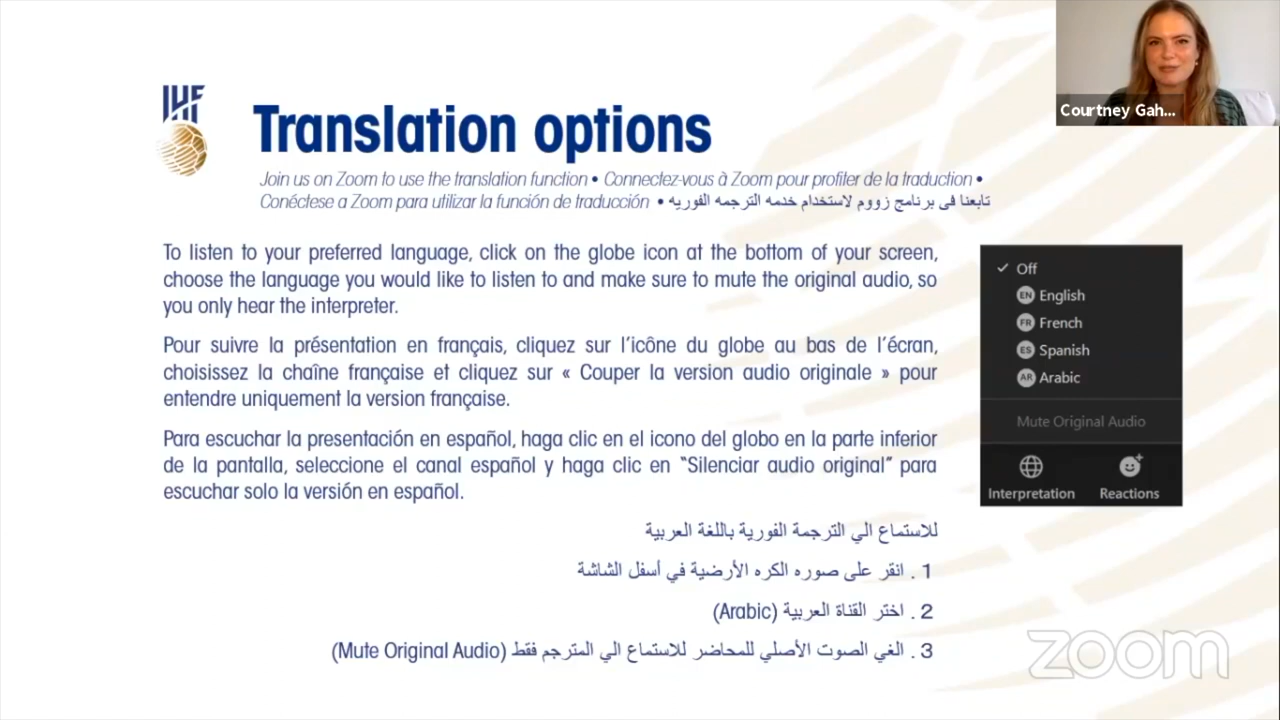 Courtney Gah...
IHF
Translation options
Join us on Zoom to use the translation function • Connectez-vous à Zoom pour profiter de la traduction •
Conéctese a Zoom para utilizar la función de traducción • تابعنا فى برنامج زووم لاستخدام خدمه الترجمه الفوريه
To listen to your preferred language, click on the globe icon at the bottom of your screen,
choose the language you would like to listen to and make sure to mute the original audio, so
you only hear the interpreter.
Pour suivre la présentation en français, cliquez sur l'icône du globe au bas de l'écran,
choisissez la chaîne française et cliquez sur « Couper la version audio originale » pour
entendre uniquement la version française.
Para escuchar la presentación en español, haga clic en el icono del globo en la parte inferior
de la pantalla, seleccione el canal español y haga clic en “Silenciar audio original” para
escuchar solo la versión en español.
للاستماع الي الترجمة الفورية باللغة العربية
1 . انقر على صوره الكره الأرضية في أسفل الشاشة
2 . اختر القناة العربية (Arabic)
3 . الغي الصوت الأصلي للمحاضر للاستماع الي المترجم فقط (Mute Original Audio)
Off
EN English
FR French
ES Spanish
AR Arabic
Mute Original Audio
Interpretation
Reactions
zoom